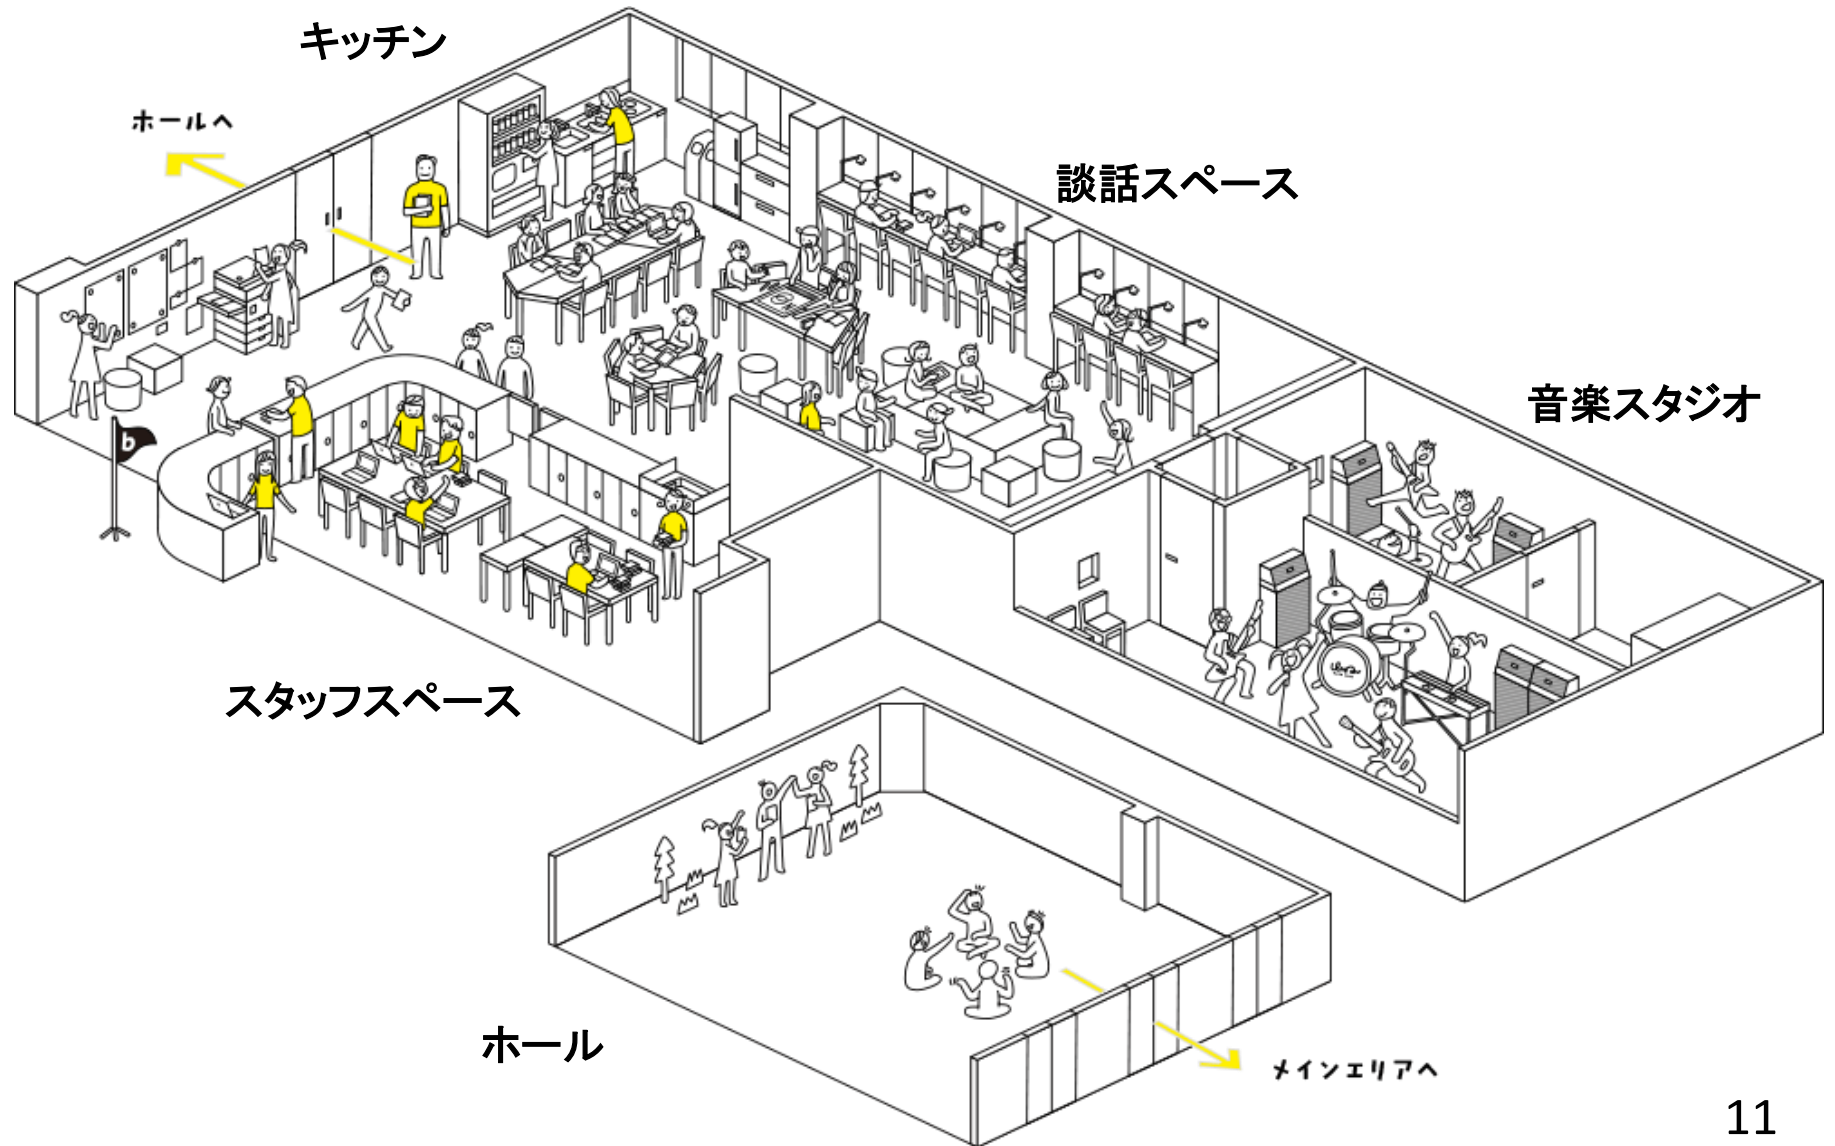 キッチン
ホールへ
談話スペース
音楽スタジオ
b
スタッフスペース
ホール
メインエリアへ
11